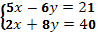 5x − 6y = 21
2x + 8y = 40